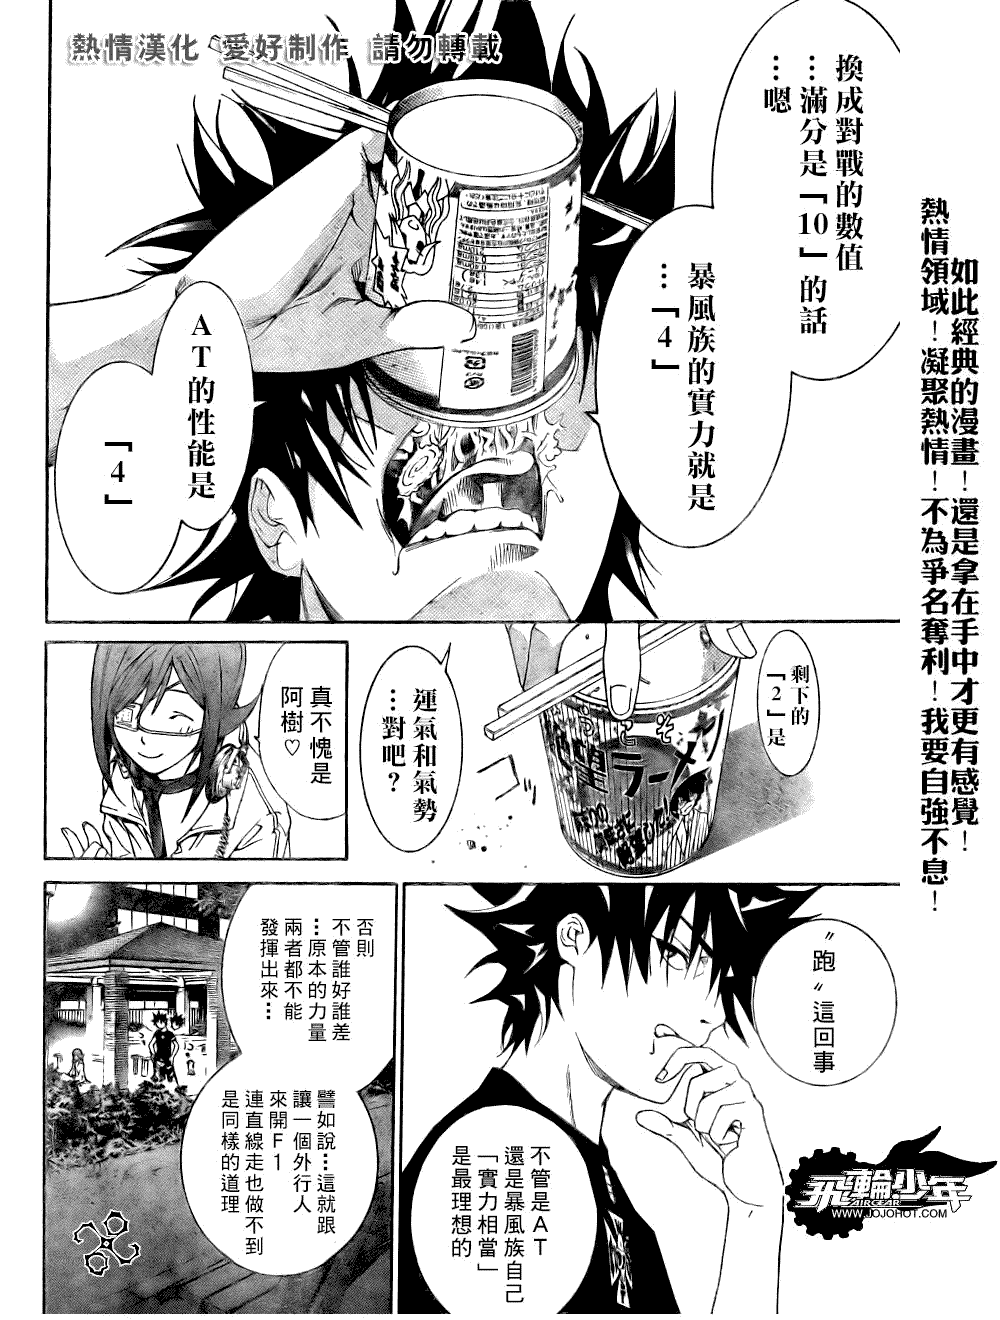 熱情漢化 愛好制作 請勿轉載
換成對戰的數值
…滿分是「10」的話
…嗯
暴風族的實力就是
…「4」
AT的性能是
「4」
剩下的
「2」是
運氣和氣勢
…對吧？
真不愧是
阿樹♡
ラーメン
〝跑〞這回事
不管是AT
還是暴風族自己
「實力相當」
是最理想的
否則
不管誰好誰差
…原本的力量
兩者都不能
發揮出來…
譬如說…這就跟
讓一個外行人
來開F1
連直線走也做不到
是同樣的道理
如此經典的漫畫！還是拿在手中才更有感覺！
熱情領域！凝聚熱情！不為爭名奪利！我要自強不息！
飛輪少年
AIRGEAR
WWW.JOJOHOT.COM